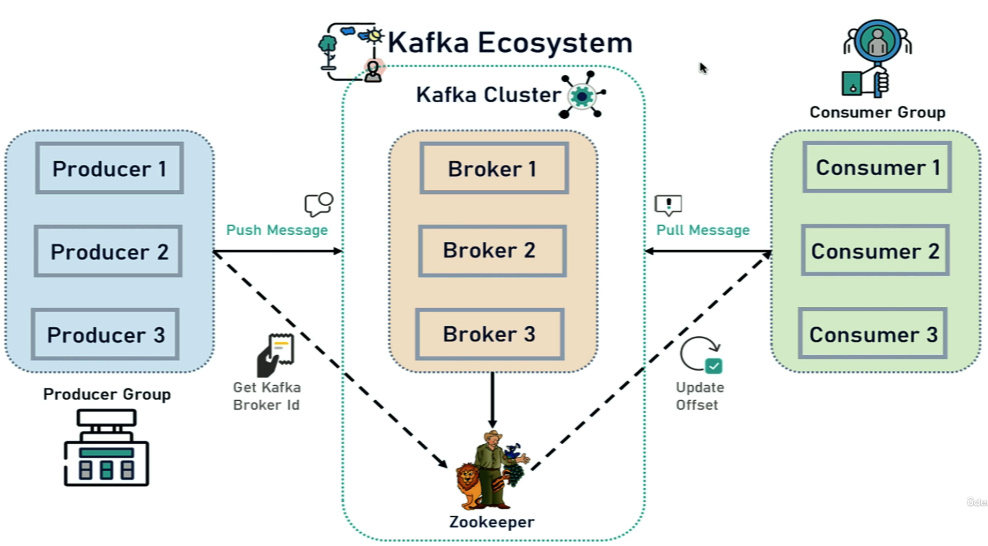 Kafka Ecosystem
Kafka Cluster
Consumer Group
Producer 1
Producer 2
Producer 3
Producer Group
Push Message
Get Kafka
Broker Id
Broker 1
Broker 2
Broker 3
Zookeeper
Pull Message
Update
Offset
Consumer 1
Consumer 2
Consumer 3